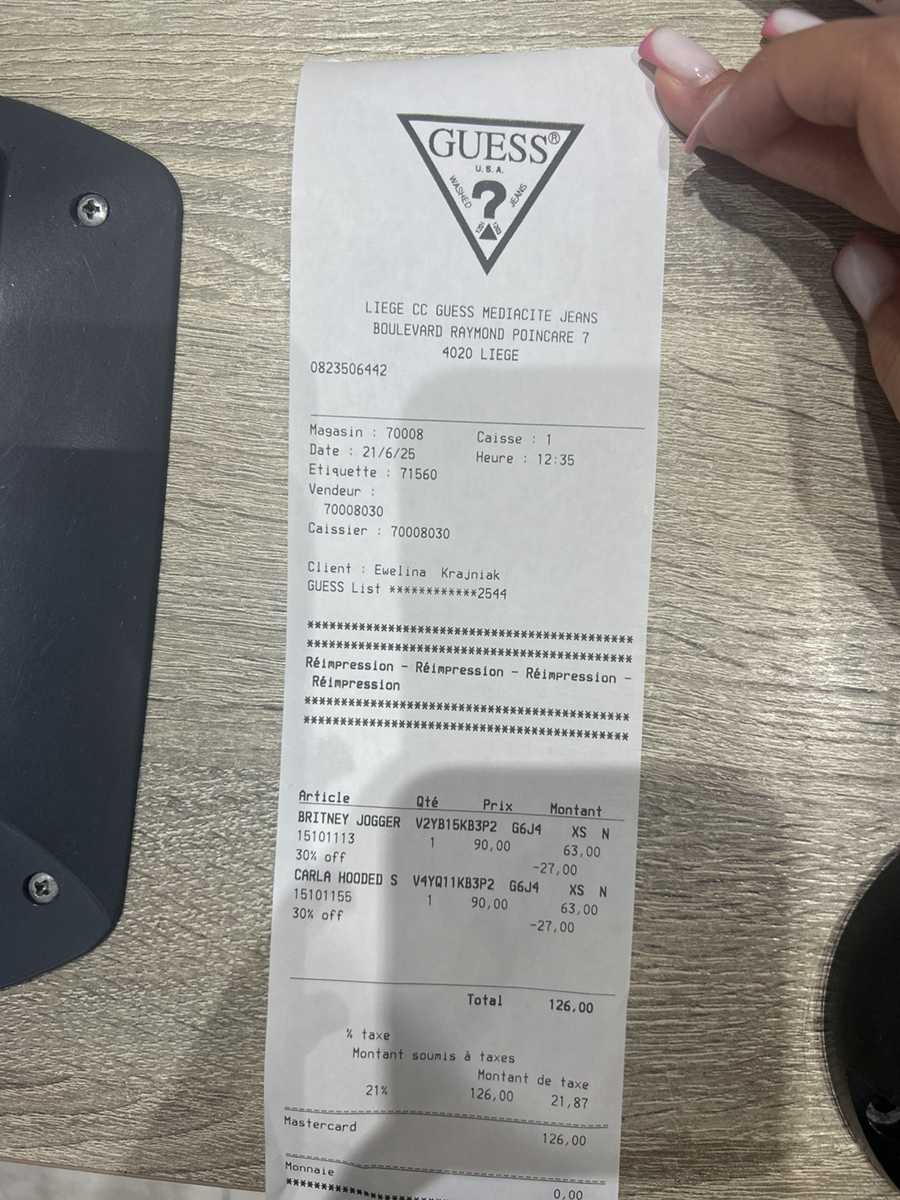 GUESS®
U.S.A.
WASHED JEANS
?
LIEGE CC GUESS MEDIACITE JEANS
BOULEVARD RAYMOND POINCARE 7
4020 LIEGE
0823506442
Magasin : 70008 Caisse : 1
Date : 21/6/25 Heure : 12:35
Etiquette : 71560
Vendeur :
70008030
Caissier : 70008030
Client : Ewelina Krajniak
GUESS List ************2544
********************************************
********************************************
Réimpression - Réimpression - Réimpression -
Réimpression
********************************************
********************************************
Article Qté Prix Montant
BRITNEY JOGGER V2YB15KB3P2 G6J4 XS N
15101113 1 90,00 63,00
30% off -27,00
CARLA HOODED S V4YQ11KB3P2 G6J4 XS N
15101155 1 90,00 63,00
30% off -27,00
Total 126,00
% taxe
Montant soumis à taxes
Montant de taxe
21% 126,00 21,87
Mastercard 126,00
Monnaie 0,00